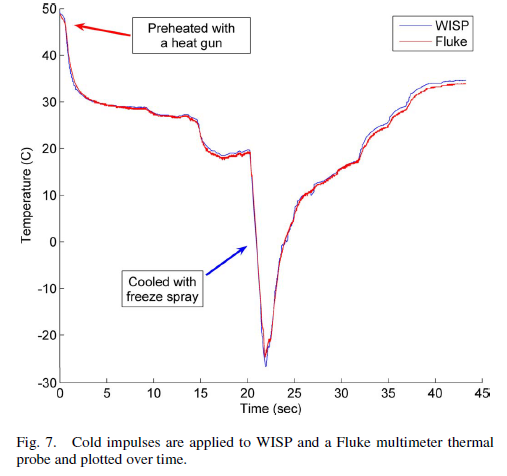 50
40
30
20
10
0
-10
-20
-30
Temperature (C)
Preheated with
a heat gun
WISP
Fluke
Cooled with
freeze spray
0 5 10 15 20 25 30 35 40 45
Time (sec)
Fig. 7. Cold impulses are applied to WISP and a Fluke multimeter thermal
probe and plotted over time.